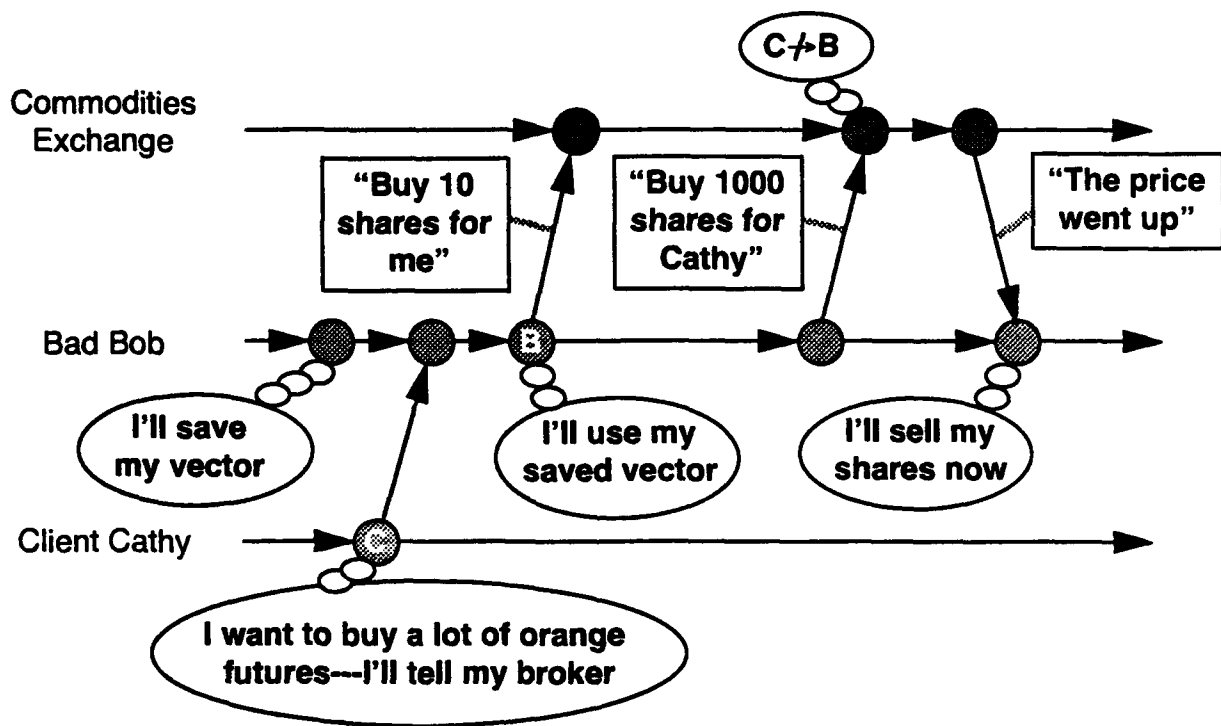 C↛B
Commodities
Exchange
“Buy 10
shares for
me”
“Buy 1000
shares for
Cathy”
“The price
went up”
Bad Bob
B
I'll save
my vector
I'll use my
saved vector
I'll sell my
shares now
Client Cathy
C
I want to buy a lot of orange
futures---I'll tell my broker